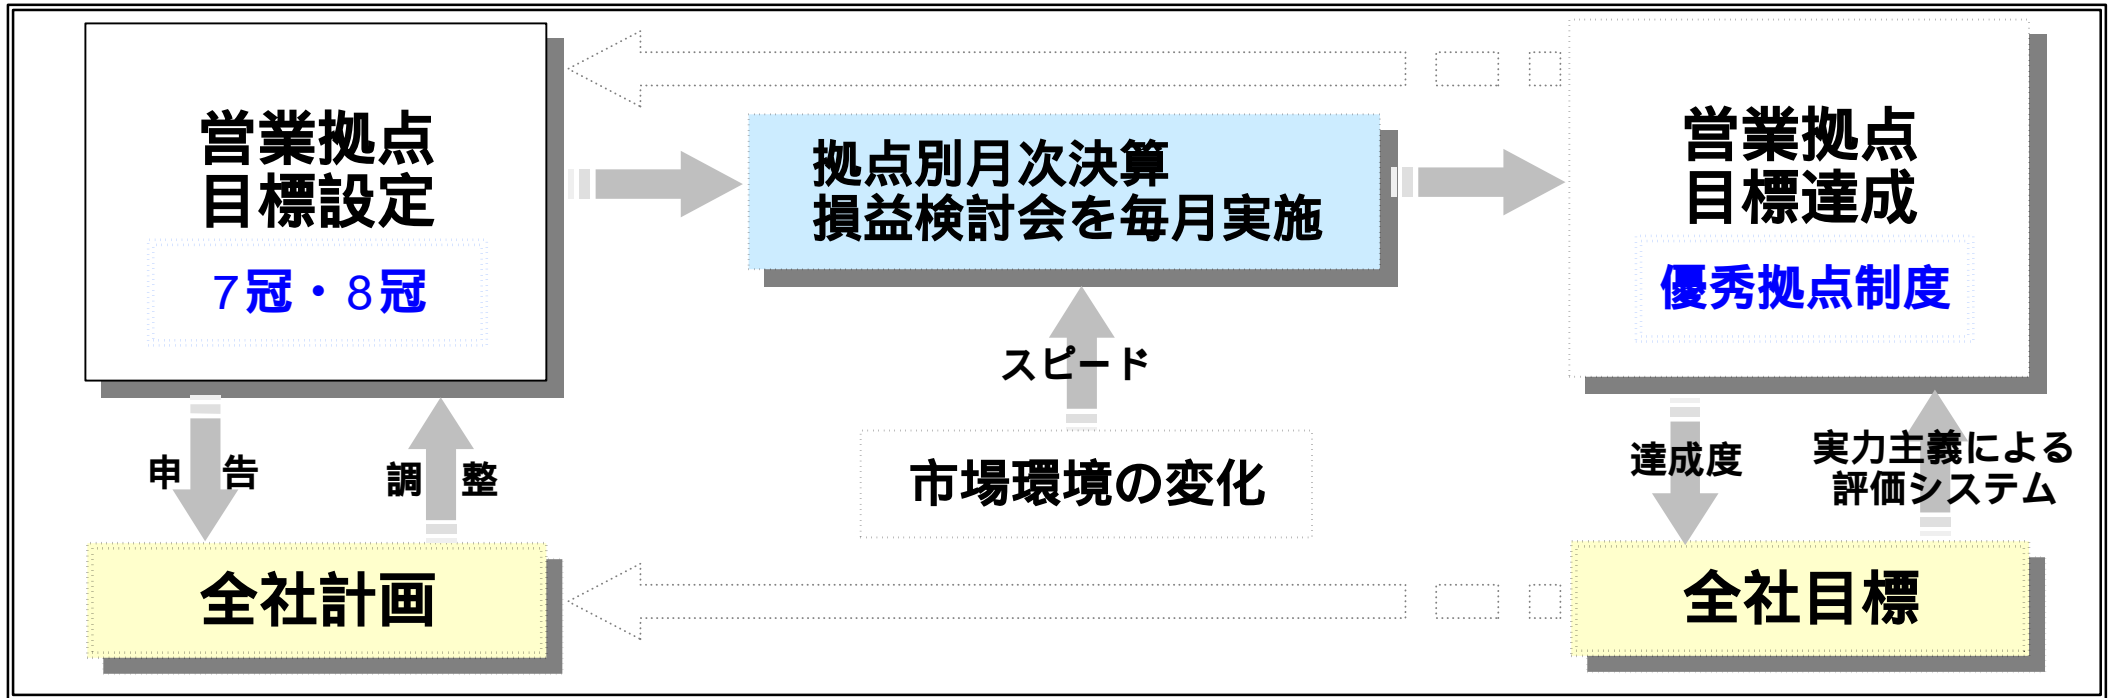 営業拠点
目標設定
7冠・8冠
拠点別月次決算
損益検討会を毎月実施
営業拠点
目標達成
優秀拠点制度
スピード
申 告
調 整
市場環境の変化
達成度
実力主義による
評価システム
全社計画
全社目標